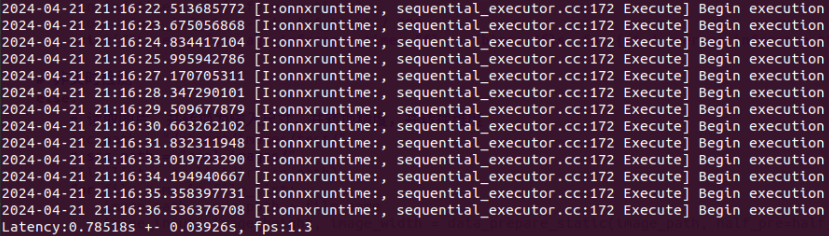 2024-04-21 21:16:22.513685772 [I:onnxruntime:, sequential_executor.cc:172 Execute] Begin execution
2024-04-21 21:16:23.675056868 [I:onnxruntime:, sequential_executor.cc:172 Execute] Begin execution
2024-04-21 21:16:24.834417104 [I:onnxruntime:, sequential_executor.cc:172 Execute] Begin execution
2024-04-21 21:16:25.995942786 [I:onnxruntime:, sequential_executor.cc:172 Execute] Begin execution
2024-04-21 21:16:27.170705311 [I:onnxruntime:, sequential_executor.cc:172 Execute] Begin execution
2024-04-21 21:16:28.347290101 [I:onnxruntime:, sequential_executor.cc:172 Execute] Begin execution
2024-04-21 21:16:29.509677879 [I:onnxruntime:, sequential_executor.cc:172 Execute] Begin execution
2024-04-21 21:16:30.663262102 [I:onnxruntime:, sequential_executor.cc:172 Execute] Begin execution
2024-04-21 21:16:31.832311948 [I:onnxruntime:, sequential_executor.cc:172 Execute] Begin execution
2024-04-21 21:16:33.019723290 [I:onnxruntime:, sequential_executor.cc:172 Execute] Begin execution
2024-04-21 21:16:34.194940667 [I:onnxruntime:, sequential_executor.cc:172 Execute] Begin execution
2024-04-21 21:16:35.358397731 [I:onnxruntime:, sequential_executor.cc:172 Execute] Begin execution
2024-04-21 21:16:36.536376708 [I:onnxruntime:, sequential_executor.cc:172 Execute] Begin execution
Latency:0.78518s +- 0.03926s, fps:1.3